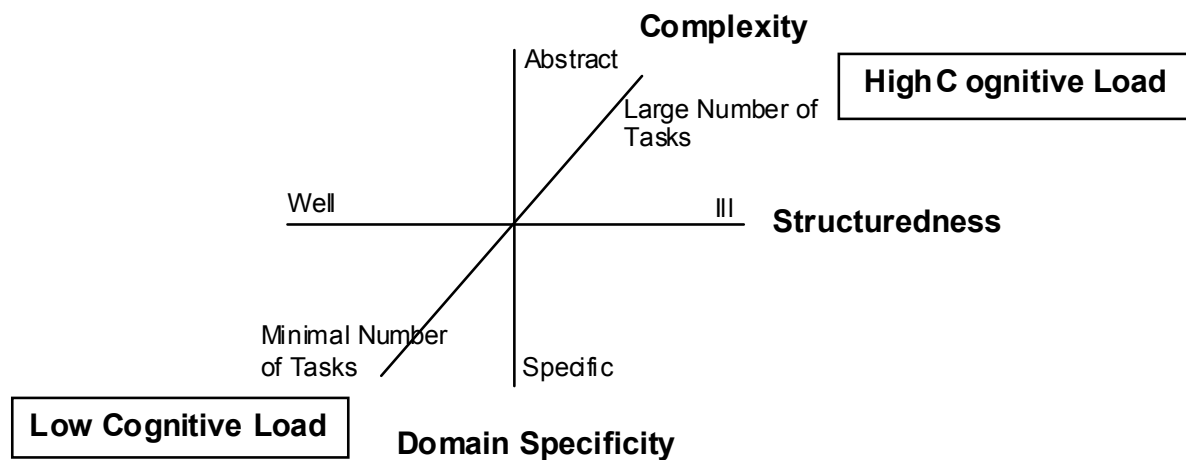 Complexity
Abstract
High C ognitive Load
Large Number of
Tasks
Well
Ill
Structuredness
Minimal Number
of Tasks
Specific
Low Cognitive Load
Domain Specificity